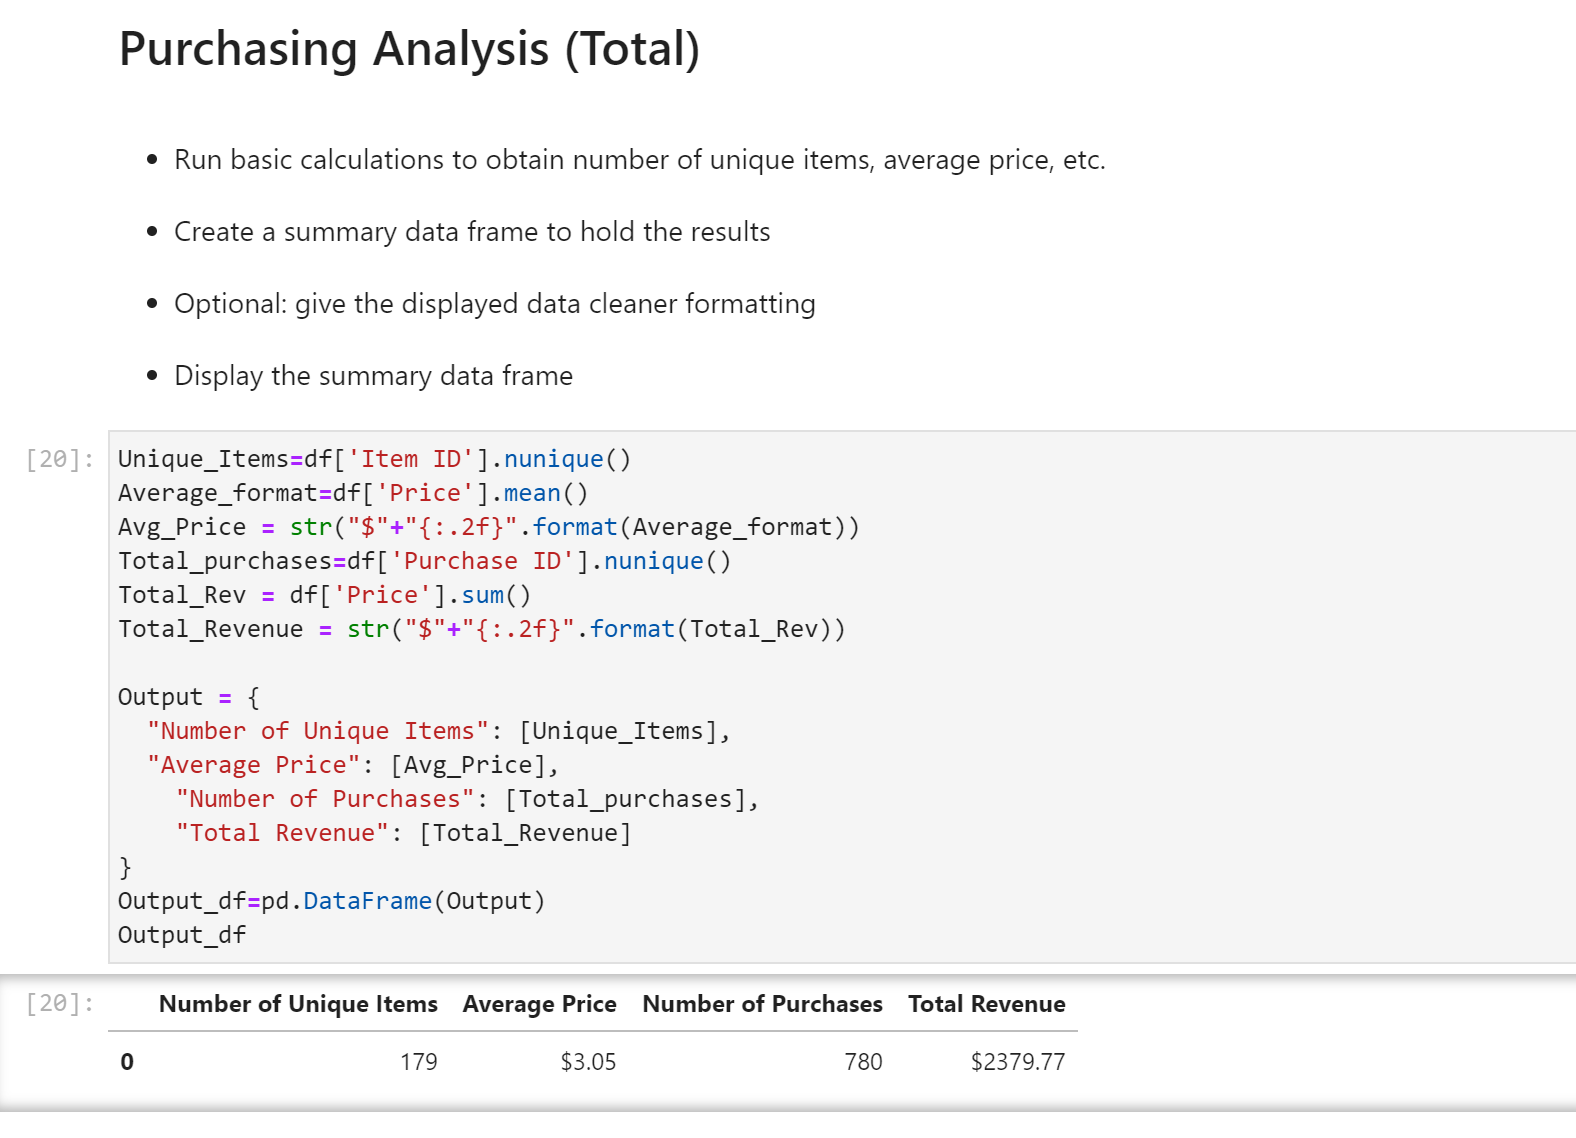 Purchasing Analysis (Total)
• Run basic calculations to obtain number of unique items, average price, etc.
• Create a summary data frame to hold the results
• Optional: give the displayed data cleaner formatting
• Display the summary data frame
[20]: Unique_Items=df['Item ID'].nunique()
Average_format=df['Price'].mean()
Avg_Price = str("$"+"{:.2f}".format(Average_format))
Total_purchases=df['Purchase ID'].nunique()
Total_Rev = df['Price'].sum()
Total_Revenue = str("$"+"{:.2f}".format(Total_Rev))

Output = {
  "Number of Unique Items": [Unique_Items],
  "Average Price": [Avg_Price],
    "Number of Purchases": [Total_purchases],
    "Total Revenue": [Total_Revenue]
}
Output_df=pd.DataFrame(Output)
Output_df
[20]: Number of Unique Items Average Price Number of Purchases Total Revenue
0 179 $3.05 780 $2379.77